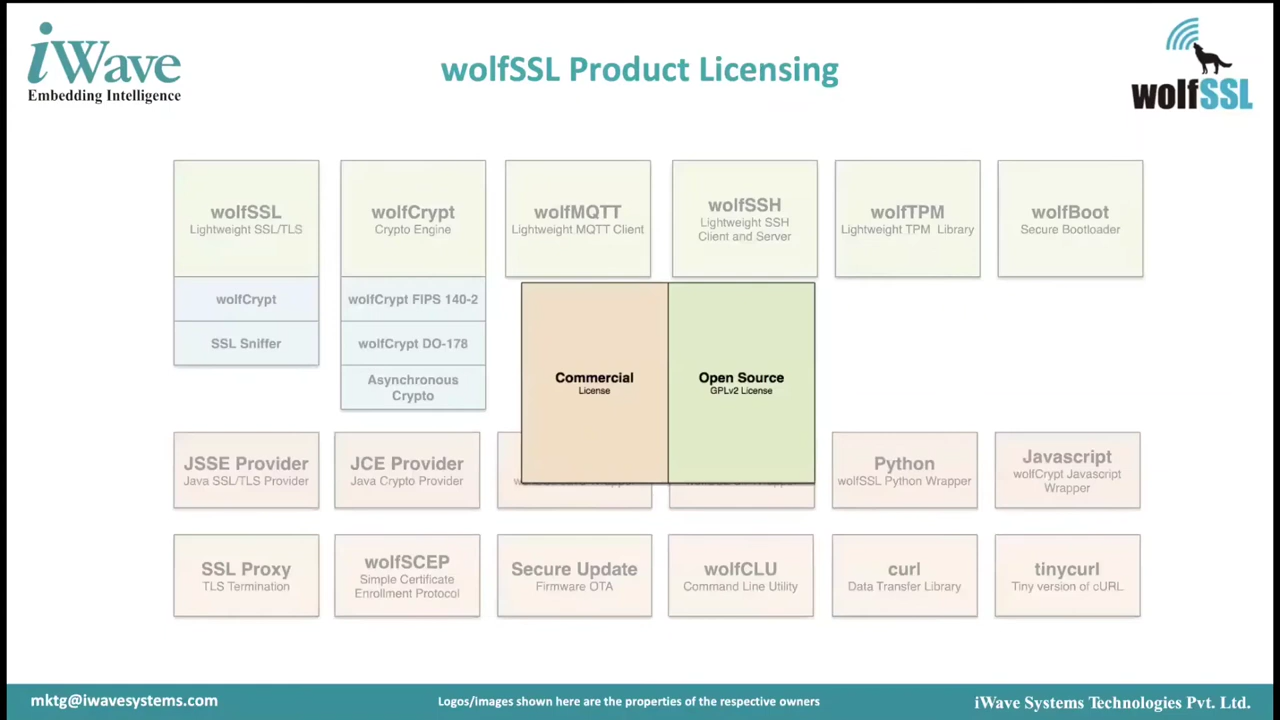 iWave
Embedding Intelligence
wolfSSL Product Licensing
wolfSSL
wolfSSL
Lightweight SSL/TLS
wolfCrypt
SSL Sniffer
wolfCrypt
Crypto Engine
wolfCrypt FIPS 140-2
wolfCrypt DO-178
Asynchronous
Crypto
wolfMQTT
Lightweight MQTT Client
wolfSSH
Lightweight SSH
Client and Server
wolfTPM
Lightweight TPM Library
wolfBoot
Secure Bootloader
Commercial
License
Open Source
GPLv2 License
JSSE Provider
Java SSL/TLS Provider
JCE Provider
Java Crypto Provider
Python
wolfSSL Python Wrapper
Javascript
wolfCrypt Javascript
Wrapper
SSL Proxy
TLS Termination
wolfSCEP
Simple Certificate
Enrollment Protocol
Secure Update
Firmware OTA
wolfCLU
Command Line Utility
curl
Data Transfer Library
tinycurl
Tiny version of cURL
mktg@iwavesystems.com
Logos/images shown here are the properties of the respective owners
iWave Systems Technologies Pvt. Ltd.